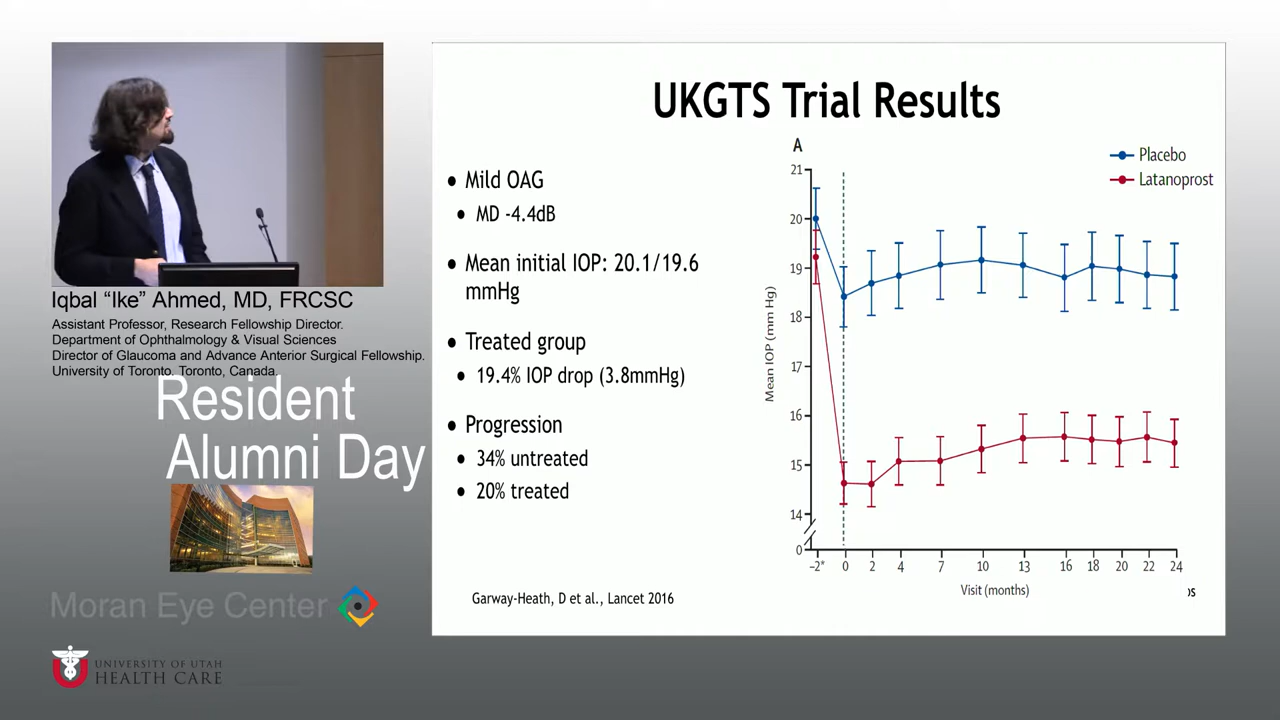 UKGTS Trial Results
• Mild OAG
• MD -4.4dB
• Mean initial IOP: 20.1/19.6
mmHg
• Treated group
• 19.4% IOP drop (3.8mmHg)
• Progression
• 34% untreated
• 20% treated
Garway-Heath, D et al., Lancet 2016
A
Placebo
Latanoprost
21
20
19
18
17
16
15
14
0
Mean IOP (mm Hg)
-2* 0 2 4 7 10 13 16 18 20 22 24
Visit (months)
os
Iqbal “Ike” Ahmed, MD, FRCSC
Assistant Professor, Research Fellowship Director.
Department of Ophthalmology & Visual Sciences
Director of Glaucoma and Advance Anterior Surgical Fellowship.
University of Toronto, Toronto, Canada.
Resident
Alumni Day
Moran Eye Center
U
UNIVERSITY OF UTAH
HEALTH CARE